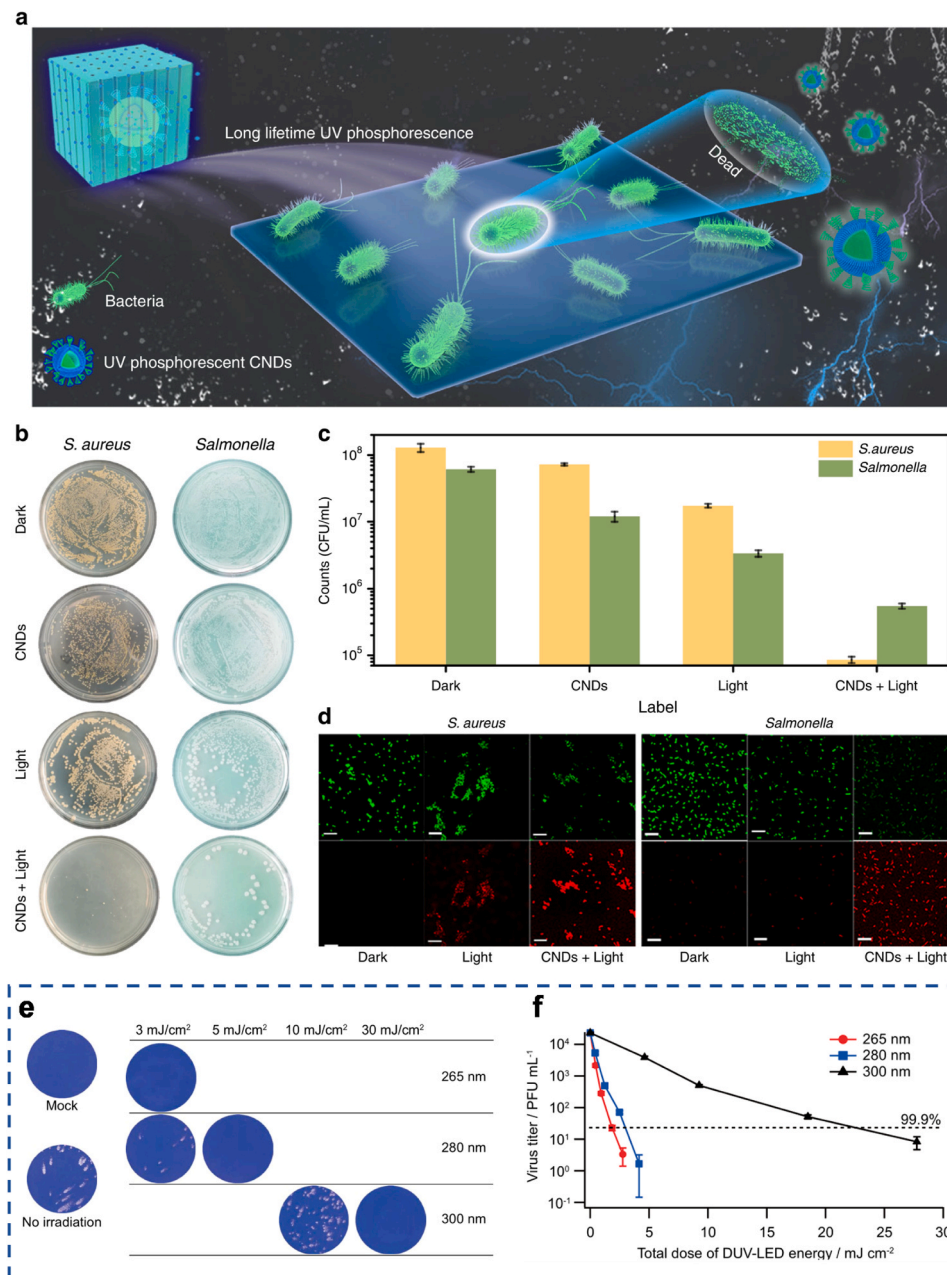 a
Long lifetime UV phosphorescence
Dead
Bacteria
UV phosphorescent CNDs
b
S. aureus
Salmonella
Dark
CNDs
Light
CNDs + Light
c
Counts (CFU/mL)
10⁸
10⁷
10⁶
10⁵
S.aureus
Salmonella
Dark
CNDs
Light
CNDs + Light
Label
d
S. aureus
Salmonella
Dark
Light
CNDs + Light
Dark
Light
CNDs + Light
e
3 mJ/cm²
5 mJ/cm²
10 mJ/cm²
30 mJ/cm²
265 nm
280 nm
300 nm
Mock
No irradiation
f
Virus titer / PFU mL⁻¹
10⁴
10³
10²
10¹
10⁰
10⁻¹
265 nm
280 nm
300 nm
99.9%
0
5
10
15
20
25
30
Total dose of DUV-LED energy / mJ cm⁻²